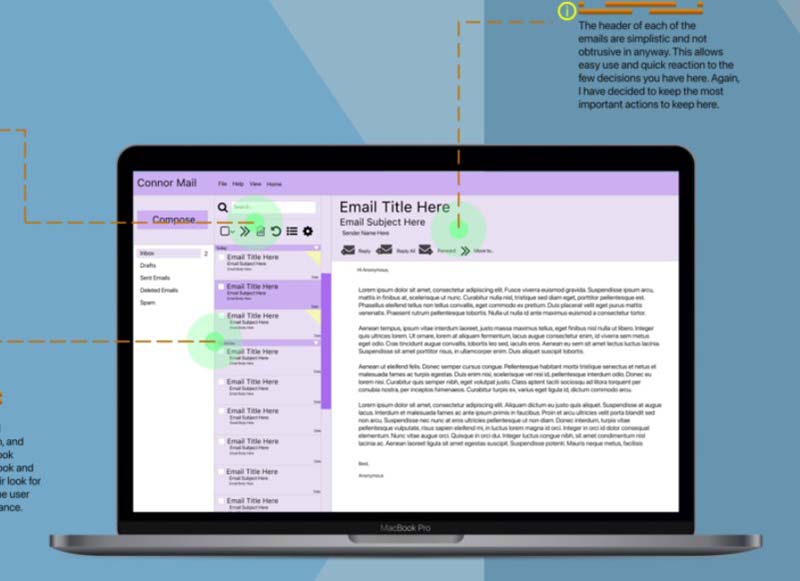 The header of each of the
emails are simplistic and not
obtrusive in anyway. This allows
easy use and quick reaction to the
few decisions you have here. Again,
I have decided to keep the most
important actions to keep here.
Connor Mail
File Help View Home
Compose
Inbox 2
Drafts
Sent Emails
Deleted Emails
Spam
Search...
Today
Email Title Here
Email Subject Here
Email Body Here
Date
Email Title Here
Email Subject Here
Email Body Here
Date
Email Title Here
Email Subject Here
Email Body Here
Email Title Here
Email Subject Here
Email Body Here
Date
Email Title Here
Email Subject Here
Email Body Here
Date
Email Title Here
Email Subject Here
Email Body Here
Date
Email Title Here
Email Subject Here
Email Body Here
Date
Email Title Here
Email Subject Here
Email Body Here
Date
Email Title Here
Email Subject Here
Email Title Here
Email Subject Here
Sender Name Here
Reply Reply All Forward Move to...
Hi Anonymous,
Lorem ipsum dolor sit amet, consectetur adipiscing elit. Fusce viverra euismod gravida. Suspendisse ipsum arcu,
mattis in finibus at, scelerisque ut nunc. Curabitur nulla nisl, tristique sed diam eget, porttitor pellentesque est.
Phasellus eleifend tellus non tellus convallis, eget commodo ex pretium. Duis placerat velit eget purus mattis
venenatis. Praesent rutrum pellentesque lobortis. Nulla ut nulla id ante maximus euismod a consectetur tortor.
Aenean tempus, ipsum vitae interdum laoreet, justo massa maximus tellus, eget finibus nisl nulla ut libero. Integer
quis ultrices lorem. Ut ornare, lorem at aliquam fermentum, lacus augue consectetur enim, id viverra sem metus
eget odio. Cras tincidunt augue convallis, lobortis leo sed, iaculis eros. Aenean eu sem sit amet lectus luctus lacinia.
Suspendisse sit amet porttitor risus, in ullamcorper enim. Duis aliquet suscipit lobortis.
Aenean ut eleifend felis. Donec semper cursus congue. Pellentesque habitant morbi tristique senectus et netus et
malesuada fames ac turpis egestas. Duis enim nisi, scelerisque vel nisl id, pellentesque interdum odio. Donec eu
lorem nisi. Curabitur quis semper nibh, eget volutpat justo. Class aptent taciti sociosqu ad litora torquent per
conubia nostra, per inceptos himenaeos. Curabitur turpis ex, varius eget ligula id, dictum commodo arcu.
Lorem ipsum dolor sit amet, consectetur adipiscing elit. Aliquam dictum eu justo quis aliquam. Suspendisse at augue
lacus. Interdum et malesuada fames ac ante ipsum primis in faucibus. Proin et arcu ultricies velit porta blandit sed
non arcu. Suspendisse nec nunc at eros ultricies pellentesque ut non diam. Donec interdum, turpis vitae
pellentesque vulputate, risus sapien eleifend mi, in luctus lorem magna id orci. Integer in orci id dolor consequat
elementum. Nunc vitae augue orci. Quisque in orci dui. Integer luctus congue nibh, sit amet condimentum nisl
lacinia ac. Aenean laoreet ligula sit amet egestas suscipit. Suspendisse potenti. Mauris neque metus, facilisis
Best,
Anonymous
, and
ook
ook and
ir look for
e user
ance.
MacBook Pro